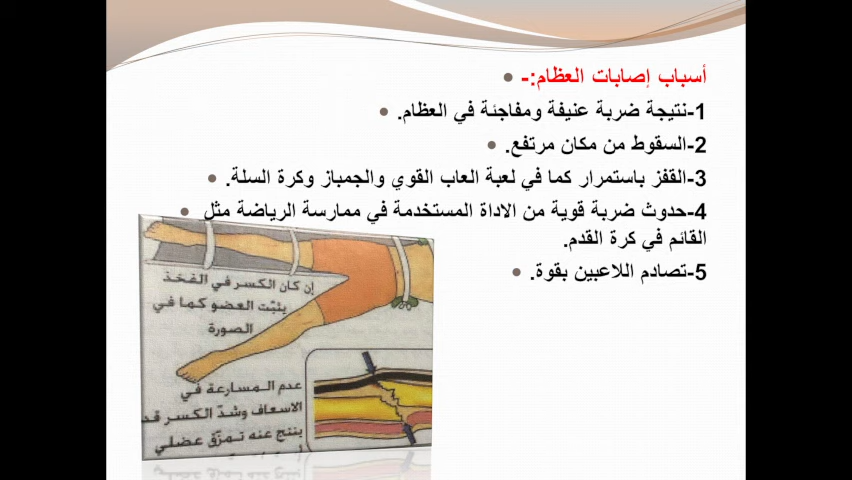 أسباب إصابات العظام:-
1-نتيجة ضربة عنيفة ومفاجئة في العظام.
2-السقوط من مكان مرتفع.
3-القفز باستمرار كما في لعبة العاب القوي والجمباز وكرة السلة.
4-حدوث ضربة قوية من الاداة المستخدمة في ممارسة الرياضة مثل
القائم في كرة القدم.
5-تصادم اللاعبين بقوة.
إن كان الكسر في الفخذ
يثبّت العضو كما في
الصورة
عدم المسارعة في
الاسعاف وشدّ الكسر قد
ينتج عنه تمزّق عضلي